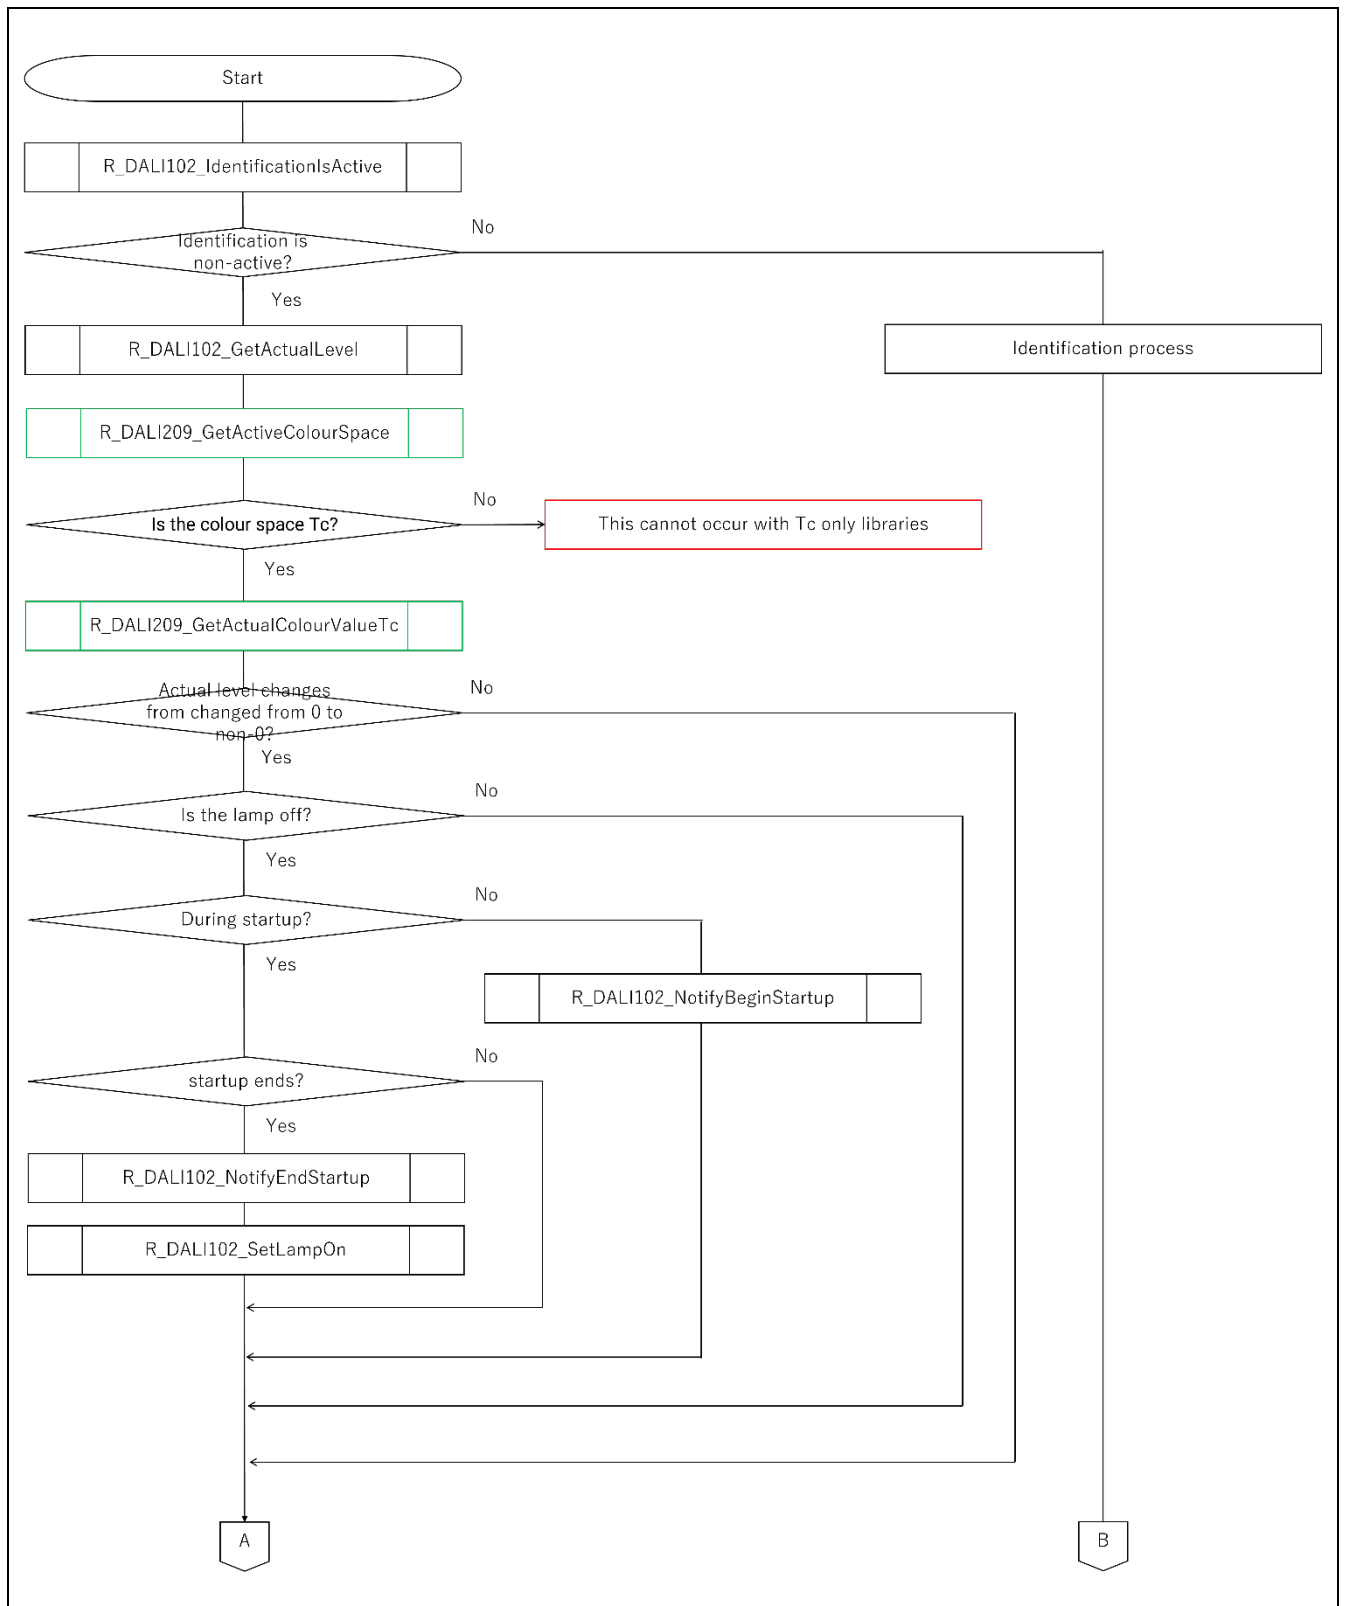 Start
R_DALI102_IdentificationIsActive
No
Identification is
non-active?
Yes
R_DALI102_GetActualLevel
Identification process
R_DALI209_GetActiveColourSpace
No
Is the colour space Tc?
This cannot occur with Tc only libraries
Yes
R_DALI209_GetActualColourValueTc
No
Actual level changes
from changed from 0 to
non-0?
Yes
No
Is the lamp off?
Yes
No
During startup?
Yes
R_DALI102_NotifyBeginStartup
No
startup ends?
Yes
R_DALI102_NotifyEndStartup
R_DALI102_SetLampOn
A
B